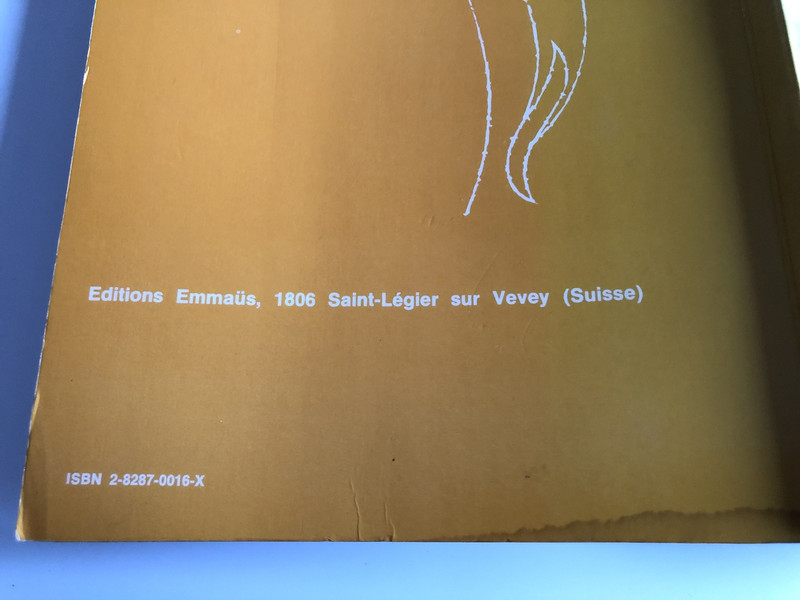 Editions Emmaüs, 1806 Saint-Légier sur Vevey (Suisse)
ISBN 2-8287-0016-X